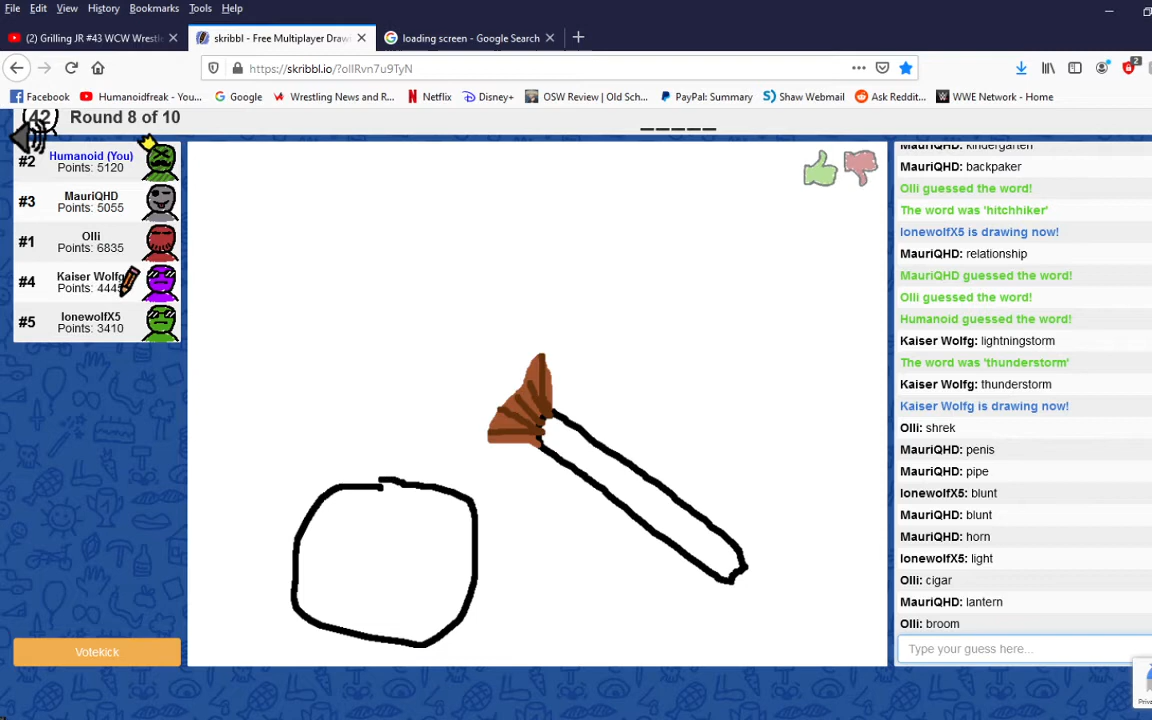 File Edit View History Bookmarks Tools Help
(2) Grilling JR #43 WCW Wrestl
skribbl - Free Multiplayer Drawi
loading screen - Google Search
https://skribbl.io/?olIRvn7u9TyN
2
Facebook Humanoidfreak - You... Google Wrestling News and R... Netflix Disney+ OSW Review | Old Sch... PayPal: Summary Shaw Webmail Ask Reddit... WWE Network - Home
42 Round 8 of 10
_ _ _ _ _
#2 Humanoid (You)
Points: 5120
#3 MauriQHD
Points: 5055
#1 Olli
Points: 6835
#4 Kaiser Wolfg
Points: 4445
#5 lonewolfX5
Points: 3410
Votekick
MauriQHD: kindergarten
MauriQHD: backpaker
Olli guessed the word!
The word was 'hitchhiker'
lonewolfX5 is drawing now!
MauriQHD: relationship
MauriQHD guessed the word!
Olli guessed the word!
Humanoid guessed the word!
Kaiser Wolfg: lightningstorm
The word was 'thunderstorm'
Kaiser Wolfg: thunderstorm
Kaiser Wolfg is drawing now!
Olli: shrek
MauriQHD: penis
MauriQHD: pipe
lonewolfX5: blunt
MauriQHD: blunt
MauriQHD: horn
lonewolfX5: light
Olli: cigar
MauriQHD: lantern
Olli: broom
Type your guess here...